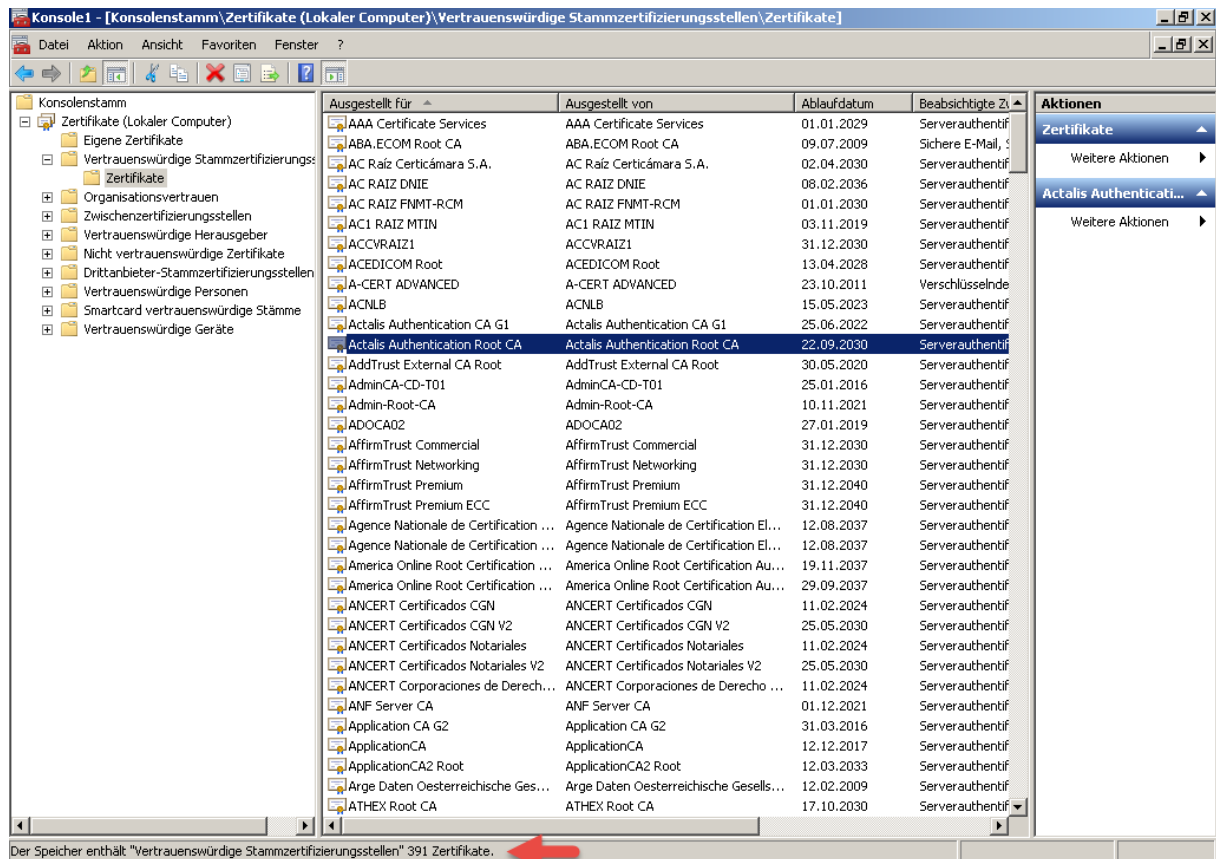 Konsole1 - [Konsolenstamm\Zertifikate (Lokaler Computer)\Vertrauenswürdige Stammzertifizierungsstellen\Zertifikate]
Datei Aktion Ansicht Favoriten Fenster ?
Konsolenstamm
Zertifikate (Lokaler Computer)
Eigene Zertifikate
Vertrauenswürdige Stammzertifizierungs
Zertifikate
Organisationsvertrauen
Zwischenzertifizierungsstellen
Vertrauenswürdige Herausgeber
Nicht vertrauenswürdige Zertifikate
Drittanbieter-Stammzertifizierungsstellen
Vertrauenswürdige Personen
Smartcard vertrauenswürdige Stämme
Vertrauenswürdige Geräte
Ausgestellt für Ausgestellt von Ablaufdatum Beabsichtigte Zw
AAA Certificate Services AAA Certificate Services 01.01.2029 Serverauthentif
ABA.ECOM Root CA ABA.ECOM Root CA 09.07.2009 Sichere E-Mail, S
AC Raíz Certicámara S.A. AC Raíz Certicámara S.A. 02.04.2030 Serverauthentif
AC RAIZ DNIE AC RAIZ DNIE 08.02.2036 Serverauthentif
AC RAIZ FNMT-RCM AC RAIZ FNMT-RCM 01.01.2030 Serverauthentif
AC1 RAIZ MTIN AC1 RAIZ MTIN 03.11.2019 Serverauthentif
ACCVRAIZ1 ACCVRAIZ1 31.12.2030 Serverauthentif
ACEDICOM Root ACEDICOM Root 13.04.2028 Serverauthentif
A-CERT ADVANCED A-CERT ADVANCED 23.10.2011 Verschlüsselnde
ACNLB ACNLB 15.05.2023 Serverauthentif
Actalis Authentication CA G1 Actalis Authentication CA G1 25.06.2022 Serverauthentif
Actalis Authentication Root CA Actalis Authentication Root CA 22.09.2030 Serverauthentif
AddTrust External CA Root AddTrust External CA Root 30.05.2020 Serverauthentif
AdminCA-CD-T01 AdminCA-CD-T01 25.01.2016 Serverauthentif
Admin-Root-CA Admin-Root-CA 10.11.2021 Serverauthentif
ADOCA02 ADOCA02 27.01.2019 Serverauthentif
AffirmTrust Commercial AffirmTrust Commercial 31.12.2030 Serverauthentif
AffirmTrust Networking AffirmTrust Networking 31.12.2030 Serverauthentif
AffirmTrust Premium AffirmTrust Premium 31.12.2040 Serverauthentif
AffirmTrust Premium ECC AffirmTrust Premium ECC 31.12.2040 Serverauthentif
Agence Nationale de Certification ... Agence Nationale de Certification El... 12.08.2037 Serverauthentif
Agence Nationale de Certification ... Agence Nationale de Certification El... 12.08.2037 Serverauthentif
America Online Root Certification ... America Online Root Certification Au... 19.11.2037 Serverauthentif
America Online Root Certification ... America Online Root Certification Au... 29.09.2037 Serverauthentif
ANCERT Certificados CGN ANCERT Certificados CGN 11.02.2024 Serverauthentif
ANCERT Certificados CGN V2 ANCERT Certificados CGN V2 25.05.2030 Serverauthentif
ANCERT Certificados Notariales ANCERT Certificados Notariales 11.02.2024 Serverauthentif
ANCERT Certificados Notariales V2 ANCERT Certificados Notariales V2 25.05.2030 Serverauthentif
ANCERT Corporaciones de Derech... ANCERT Corporaciones de Derecho ... 11.02.2024 Serverauthentif
ANF Server CA ANF Server CA 01.12.2021 Serverauthentif
Application CA G2 Application CA G2 31.03.2016 Serverauthentif
ApplicationCA ApplicationCA 12.12.2017 Serverauthentif
ApplicationCA2 Root ApplicationCA2 Root 12.03.2033 Serverauthentif
Arge Daten Oesterreichische Ges... Arge Daten Oesterreichische Gesells... 12.02.2009 Serverauthentif
ATHEX Root CA ATHEX Root CA 17.10.2030 Serverauthentif
Aktionen
Zertifikate
Weitere Aktionen
Actalis Authenticati...
Weitere Aktionen
Der Speicher enthält "Vertrauenswürdige Stammzertifizierungsstellen" 391 Zertifikate.